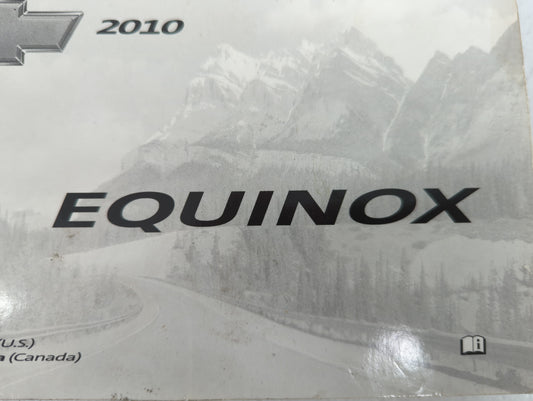 2010
EQUINOX
(U.S.)
(Canada)